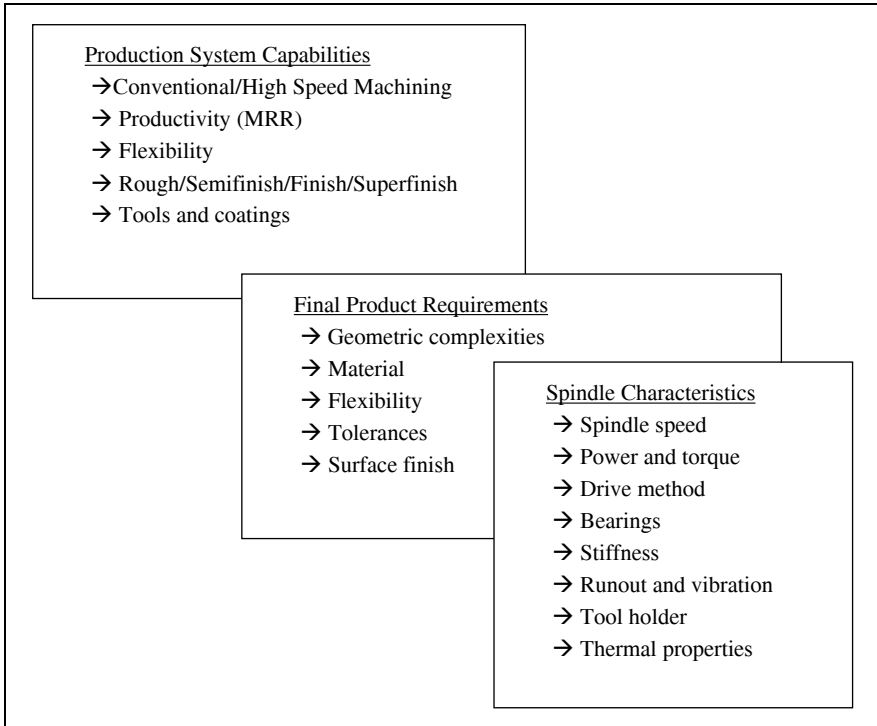 Production System Capabilities
→Conventional/High Speed Machining
→ Productivity (MRR)
→ Flexibility
→ Rough/Semifinish/Finish/Superfinish
→ Tools and coatings
Final Product Requirements
→ Geometric complexities
→ Material
→ Flexibility
→ Tolerances
→ Surface finish
Spindle Characteristics
→ Spindle speed
→ Power and torque
→ Drive method
→ Bearings
→ Stiffness
→ Runout and vibration
→ Tool holder
→ Thermal properties